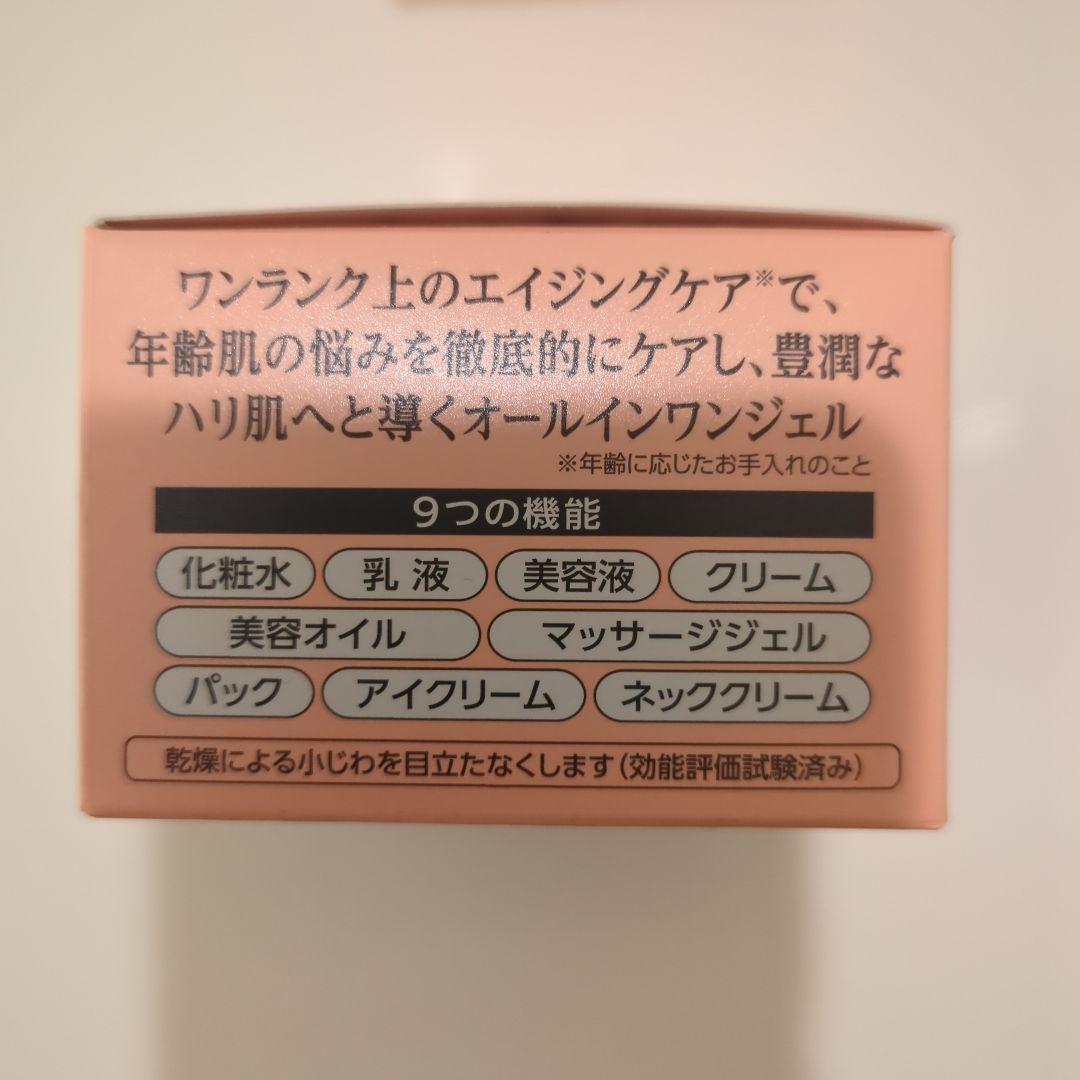 ワンランク上のエイジングケア※で、
年齢肌の悩みを徹底的にケアし、豊潤な
ハリ肌へと導くオールインワンジェル
※年齢に応じたお手入れのこと
9つの機能
化粧水 乳液 美容液 クリーム
美容オイル マッサージジェル
パック アイクリーム ネッククリーム
乾燥による小じわを目立たなくします(効能評価試験済み)